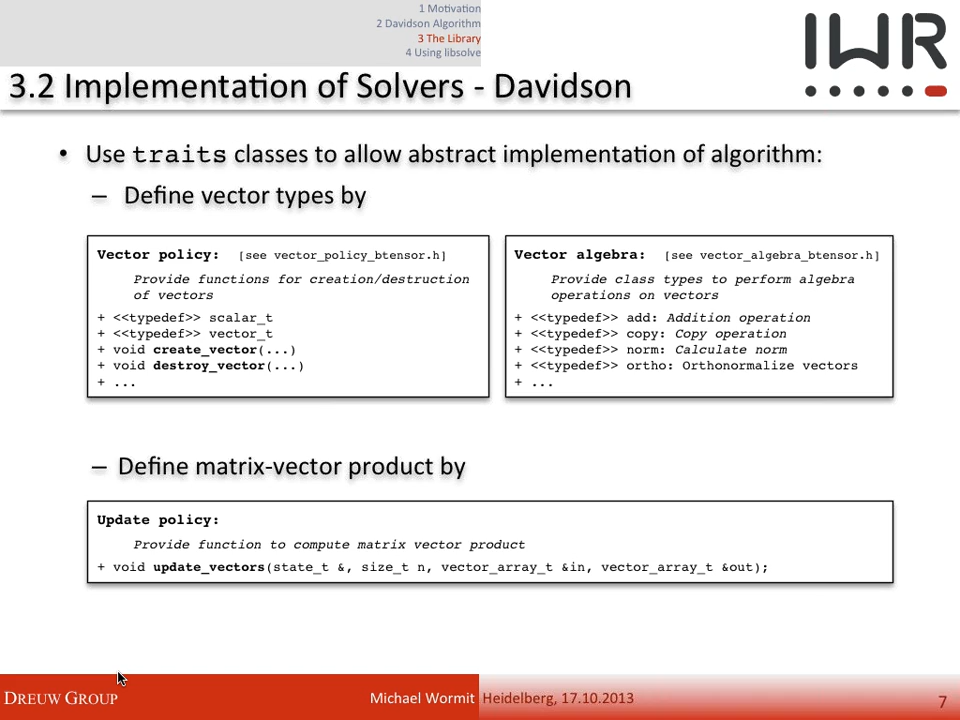 1 Motivation
2 Davidson Algorithm
3 The Library
4 Using libsolve
IWR
3.2 Implementation of Solvers - Davidson
• Use traits classes to allow abstract implementation of algorithm:
– Define vector types by
Vector policy: [see vector_policy_btensor.h]
Provide functions for creation/destruction
of vectors
+ <<typedef>> scalar_t
+ <<typedef>> vector_t
+ void create_vector(...)
+ void destroy_vector(...)
+ ...
Vector algebra: [see vector_algebra_btensor.h]
Provide class types to perform algebra
operations on vectors
+ <<typedef>> add: Addition operation
+ <<typedef>> copy: Copy operation
+ <<typedef>> norm: Calculate norm
+ <<typedef>> ortho: Orthonormalize vectors
+ ...
– Define matrix-vector product by
Update policy:
Provide function to compute matrix vector product
+ void update_vectors(state_t &, size_t n, vector_array_t &in, vector_array_t &out);
DREUW GROUP
Michael Wormit Heidelberg, 17.10.2013
7